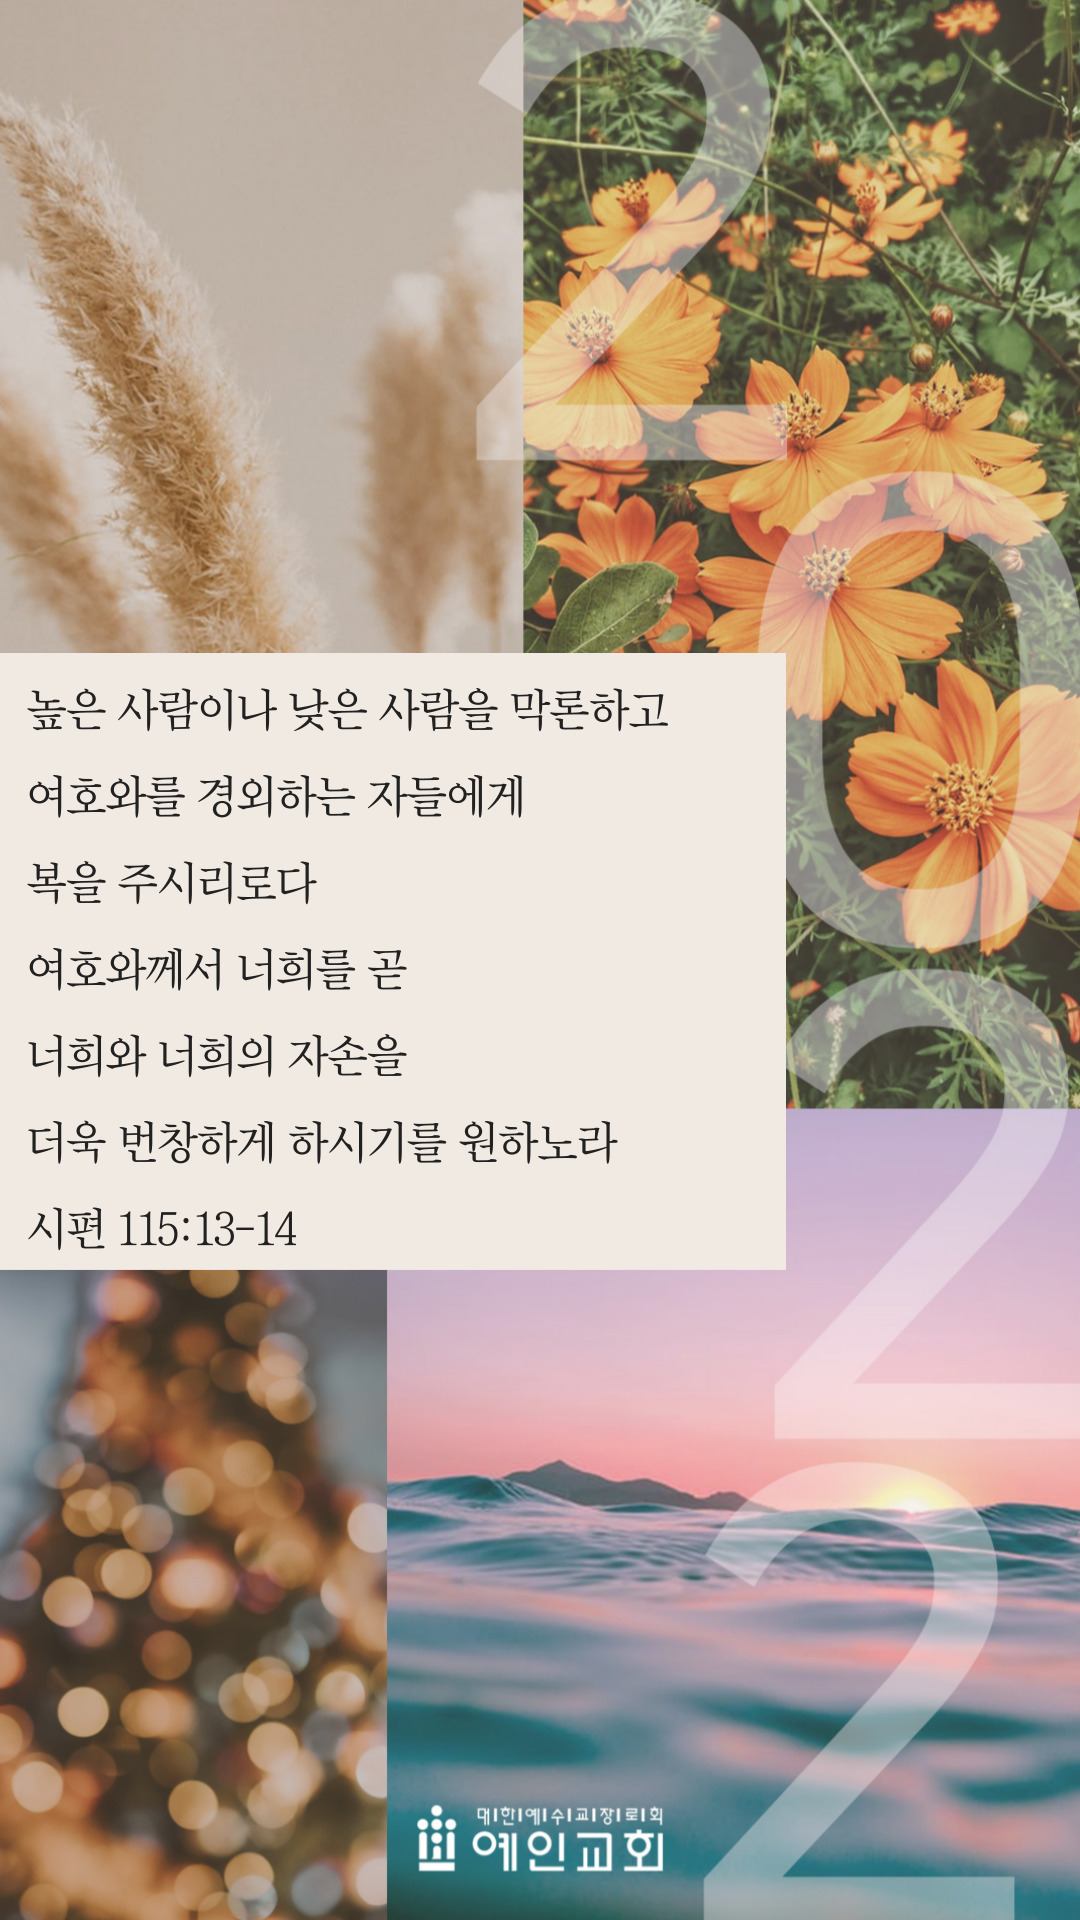 2
0
2
2
높은 사람이나 낮은 사람을 막론하고
여호와를 경외하는 자들에게
복을 주시리로다
여호와께서 너희를 곧
너희와 너희의 자손을
더욱 번창하게 하시기를 원하노라
시편 115:13-14
대한예수교장로회
예인교회